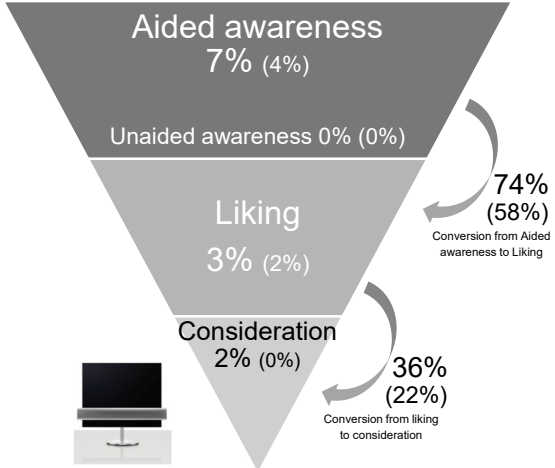 Aided awareness
7% (4%)
Unaided awareness 0% (0%)
74%
(58%)
Conversion from Aided
awareness to Liking
Liking
3% (2%)
Consideration
2% (0%)
36%
(22%)
Conversion from liking
to consideration